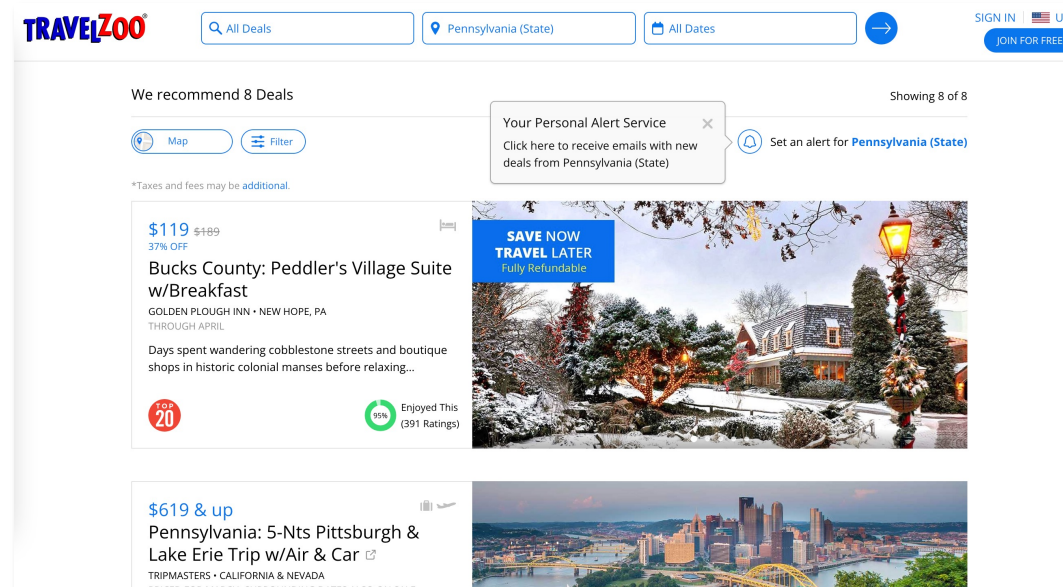 TRAVELZOO®
All Deals
Pennsylvania (State)
All Dates
SIGN IN
U
JOIN FOR FREE
We recommend 8 Deals
Showing 8 of 8
Map
Filter
Your Personal Alert Service
Click here to receive emails with new
deals from Pennsylvania (State)
Set an alert for Pennsylvania (State)
*Taxes and fees may be additional.
$119 $189
37% OFF
Bucks County: Peddler's Village Suite
w/Breakfast
GOLDEN PLOUGH INN • NEW HOPE, PA
THROUGH APRIL
Days spent wandering cobblestone streets and boutique
shops in historic colonial manses before relaxing...
TOP
20
95%
Enjoyed This
(391 Ratings)
SAVE NOW
TRAVEL LATER
Fully Refundable
$619 & up
Pennsylvania: 5-Nts Pittsburgh &
Lake Erie Trip w/Air & Car
TRIPMASTERS • CALIFORNIA & NEVADA